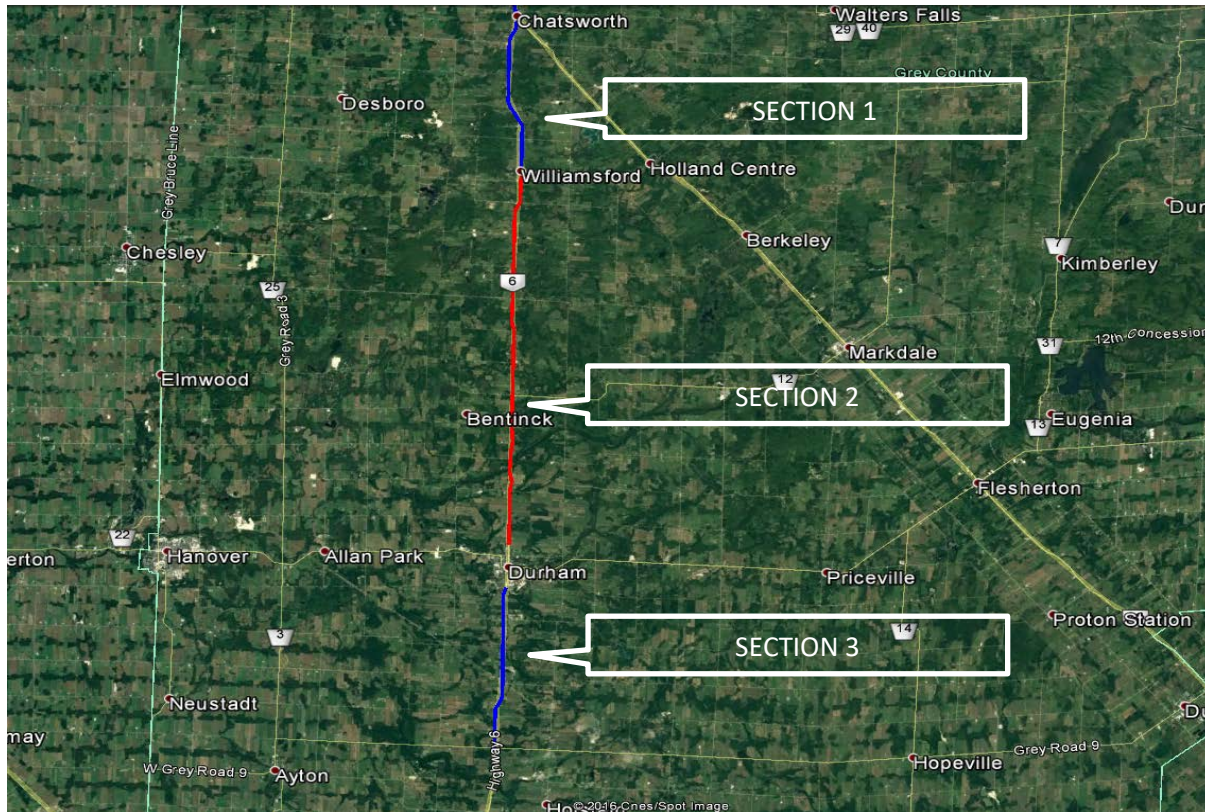 Chatsworth
Walters Falls
29
40
Grey County
Desboro
SECTION 1
Grey-Bruce-Line
Williamsford
Holland Centre
Dur
Chesley
Berkeley
7
Kimberley
6
25
Grey Road 3
Markdale
31
12th Concession
Elmwood
12
SECTION 2
Bentinck
13
Eugenia
Flesherton
22
erton
Hanover
Allan Park
Durham
Priceville
SECTION 3
14
Proton Station
3
Neustadt
Du
may
Highway 6
W Grey Road 9
Ayton
Grey Road 9
Hopeville
© 2016 Cnes/Spot Image